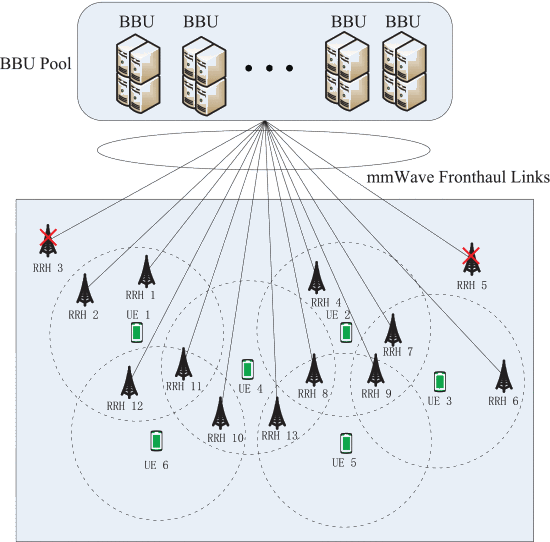 BBU
BBU
BBU
BBU
BBU Pool
mmWave Fronthaul Links
RRH 3
RRH 5
RRH 1
RRH 4
RRH 2
UE 1
UE 2
RRH 7
RRH 11
UE 4
RRH 8
RRH 9
UE 3
RRH 6
RRH 12
RRH 10
RRH 13
UE 6
UE 5